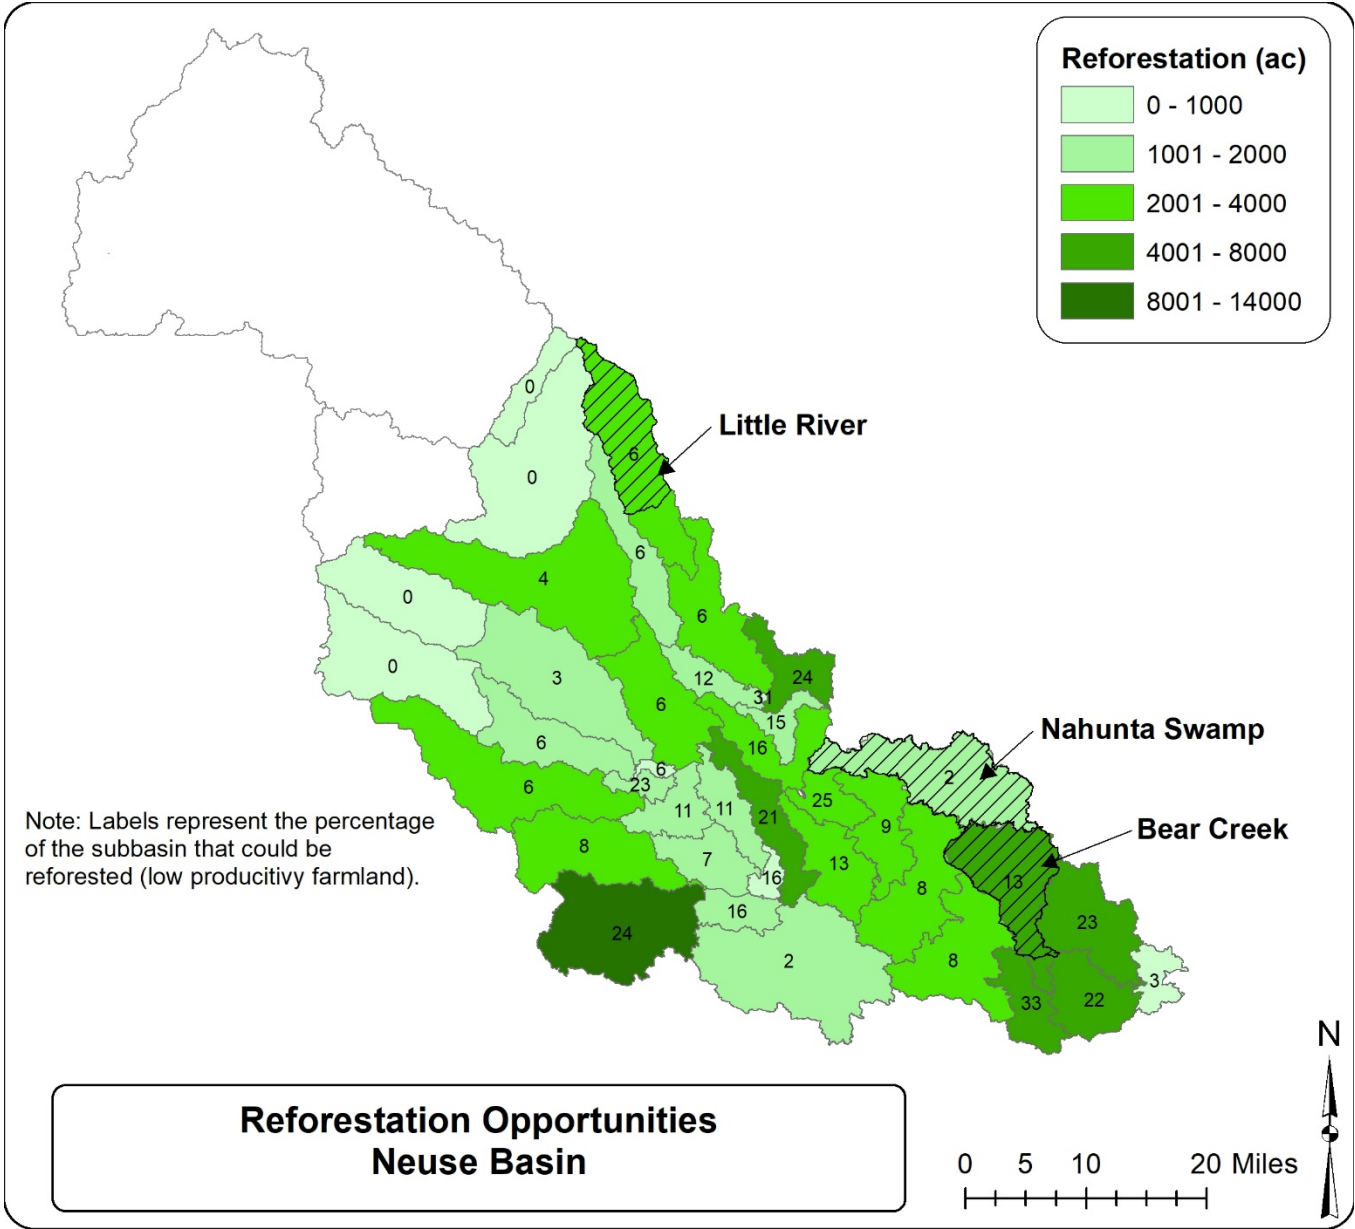 Reforestation (ac)
0 - 1000
1001 - 2000
2001 - 4000
4001 - 8000
8001 - 14000
0
Little River
6
0
6
4
0
6
0
3
12
24
31
6
15
Nahunta Swamp
6
16
2
6
23
6
25
11
11
21
9
Bear Creek
Note: Labels represent the percentage
of the subbasin that could be
reforested (low producitivy farmland).
8
7
13
16
13
8
16
23
24
2
8
3
33
22
N
Reforestation Opportunities
Neuse Basin
0 5 10 20 Miles